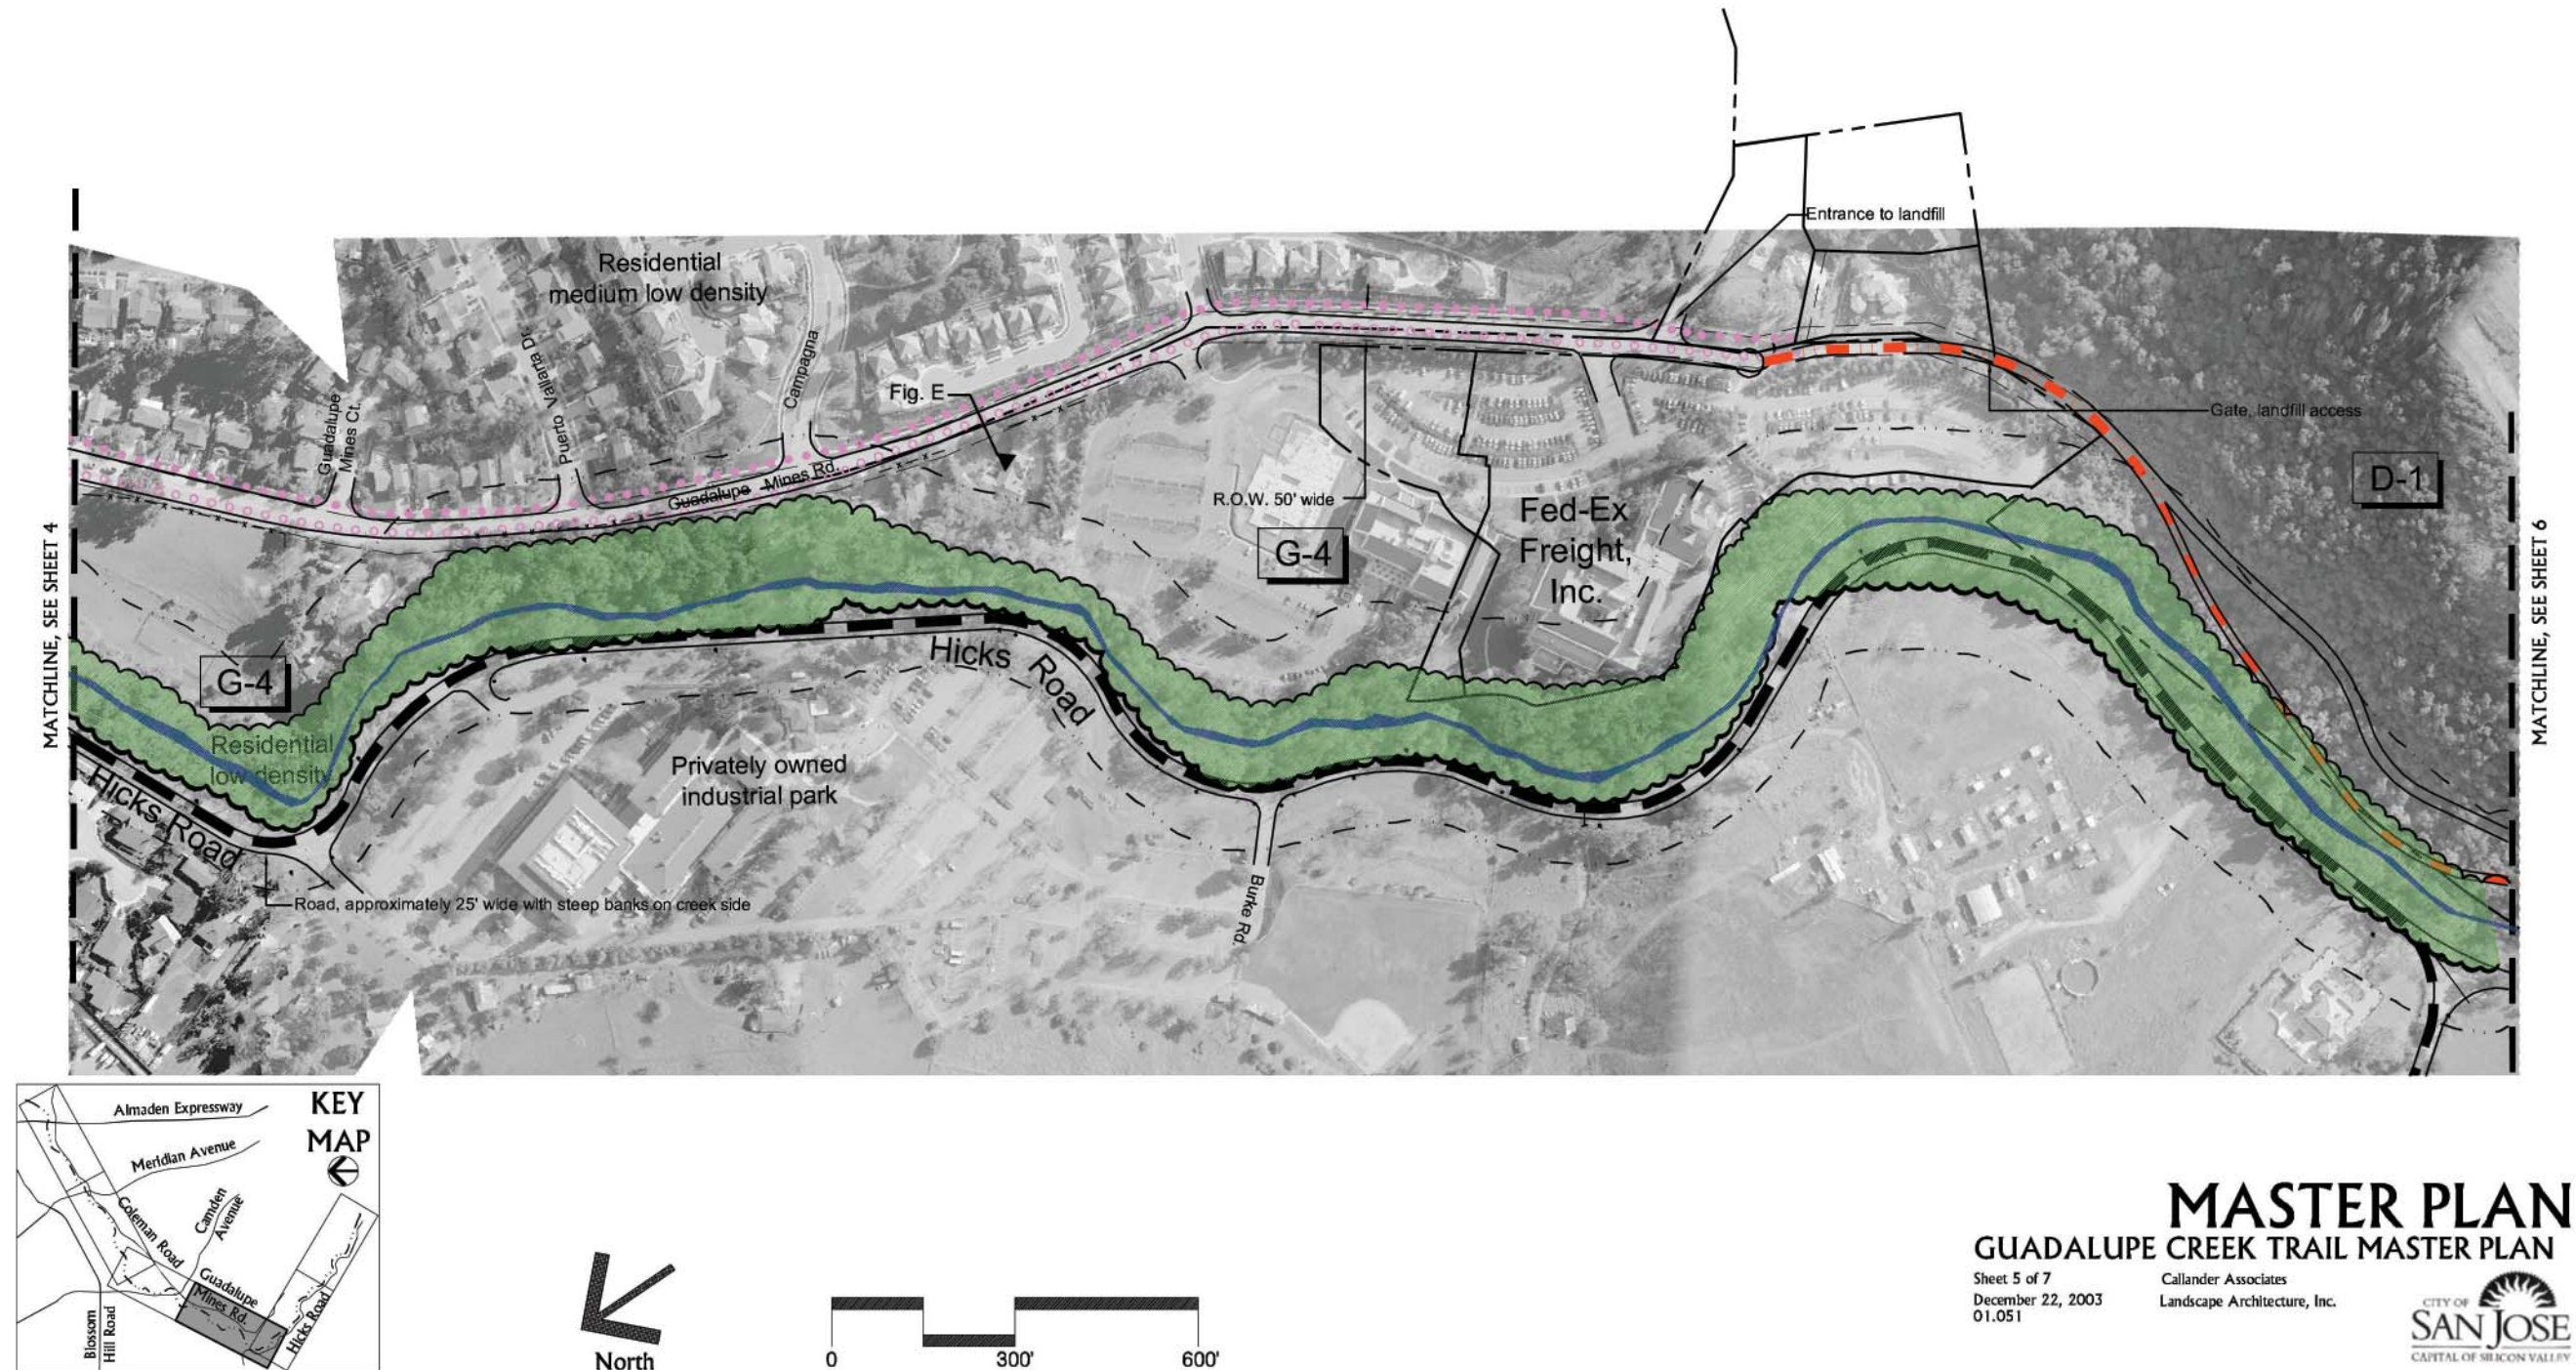 Entrance to landfill
Residential
medium low density
Guadalupe
Mines Ct.
Puerto Vallarta Dr.
Campagna
Fig. E
Guadalupe Mines Rd.
Gate, landfill access
D-1
R.O.W. 50' wide
G-4
Fed-Ex
Freight,
Inc.
MATCHLINE, SEE SHEET 4
MATCHLINE, SEE SHEET 6
G-4
Residential
low density
Hicks Road
Hicks Road
Privately owned
industrial park
Road, approximately 25' wide with steep banks on creek side
Burke Rd.
KEY
MAP
Almaden Expressway
Meridian Avenue
Camden
Avenue
Coleman Road
Guadalupe
Mines Rd.
Hicks Road
Blossom
Hill Road
North
0 300' 600'
MASTER PLAN
GUADALUPE CREEK TRAIL MASTER PLAN
Sheet 5 of 7
December 22, 2003
01.051
Callander Associates
Landscape Architecture, Inc.
CITY OF
SAN JOSE
CAPITAL OF SILICON VALLEY